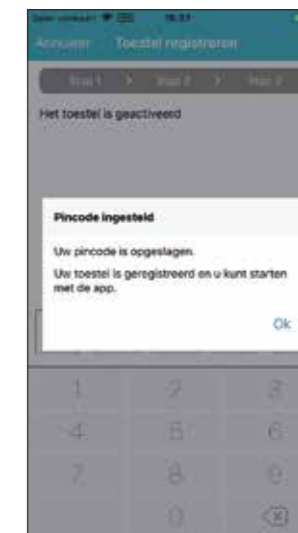 16:31
Annuleer Toestel registreren
Stap 1 > Stap 2 > Stap 3
Het toestel is geactiveerd
Pincode ingesteld
Uw pincode is opgeslagen.
Uw toestel is geregistreerd en u kunt starten
met de app.
Ok
1 2 3
4 5 6
7 8 9
0